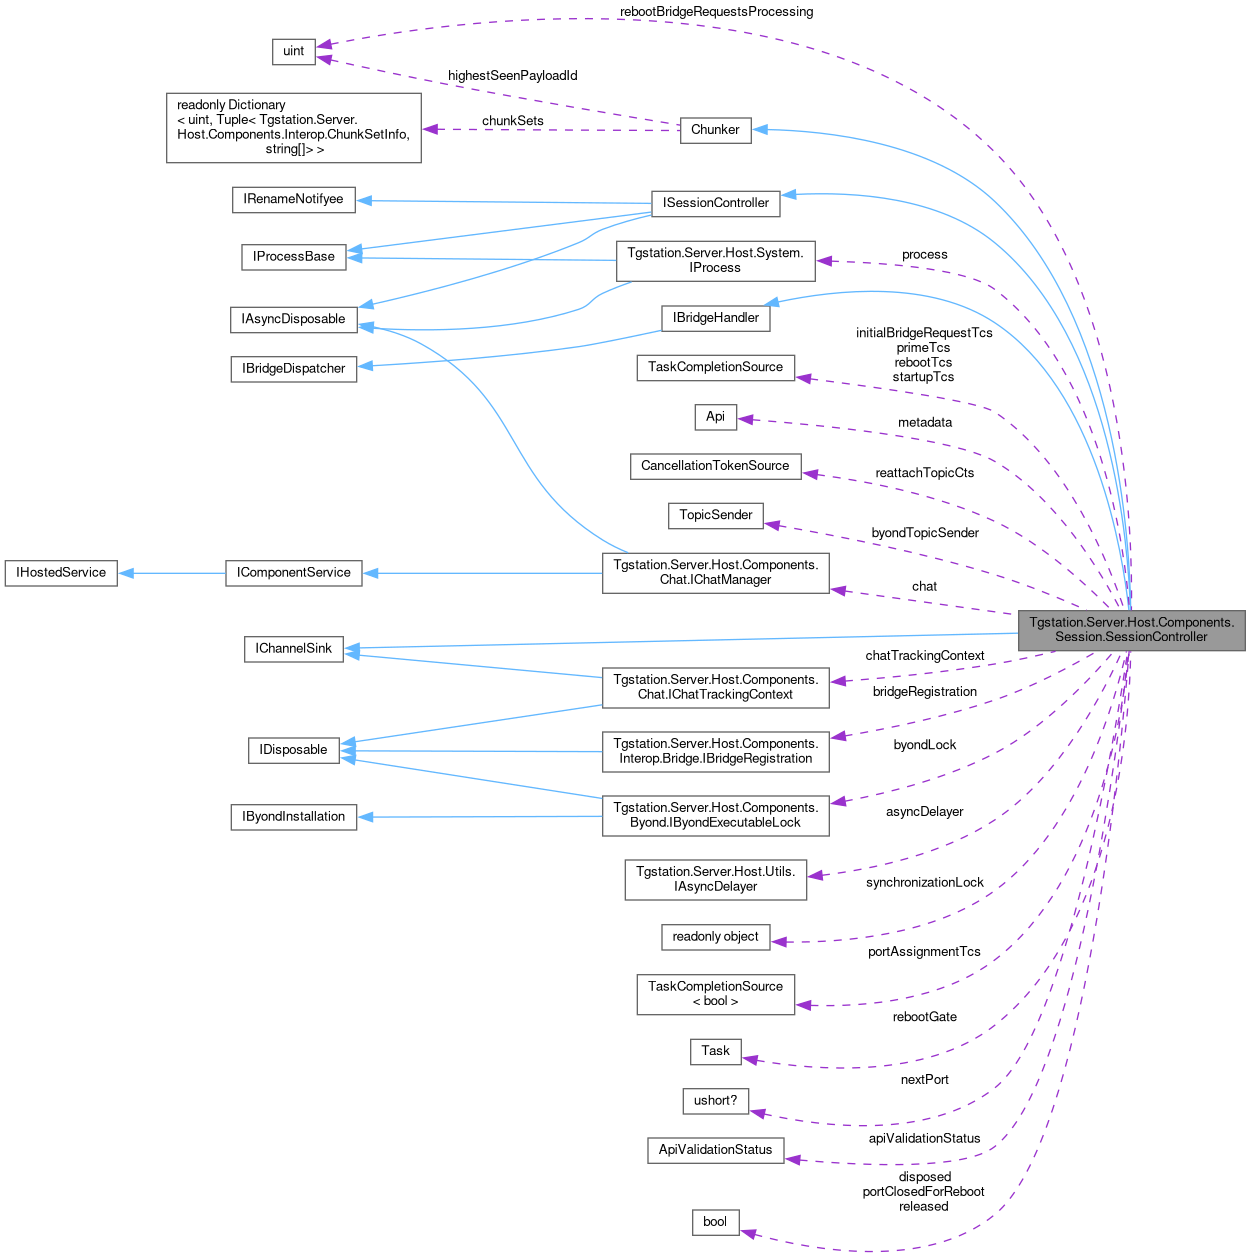 rebootBridgeRequestsProcessing
uint
highestSeenPayloadId
readonly Dictionary
< uint, Tuple< Tgstation.Server.
Host.Components.Interop.ChunkSetInfo,
string[]> >
chunkSets
Chunker
IRenameNotifyee
ISessionController
IProcessBase
Tgstation.Server.Host.System.
IProcess
process
IAsyncDisposable
IBridgeHandler
IBridgeDispatcher
TaskCompletionSource
initialBridgeRequestTcs
primeTcs
rebootTcs
startupTcs
Api
metadata
CancellationTokenSource
reattachTopicCts
TopicSender
byondTopicSender
IHostedService
IComponentService
Tgstation.Server.Host.Components.
Chat.IChatManager
chat
Tgstation.Server.Host.Components.
Session.SessionController
IChannelSink
Tgstation.Server.Host.Components.
Chat.IChatTrackingContext
chatTrackingContext
bridgeRegistration
IDisposable
Tgstation.Server.Host.Components.
Interop.Bridge.IBridgeRegistration
byondLock
IByondInstallation
Tgstation.Server.Host.Components.
Byond.IByondExecutableLock
asyncDelayer
Tgstation.Server.Host.Utils.
IAsyncDelayer
synchronizationLock
readonly object
portAssignmentTcs
TaskCompletionSource
< bool >
rebootGate
Task
nextPort
ushort?
apiValidationStatus
ApiValidationStatus
disposed
portClosedForReboot
released
bool